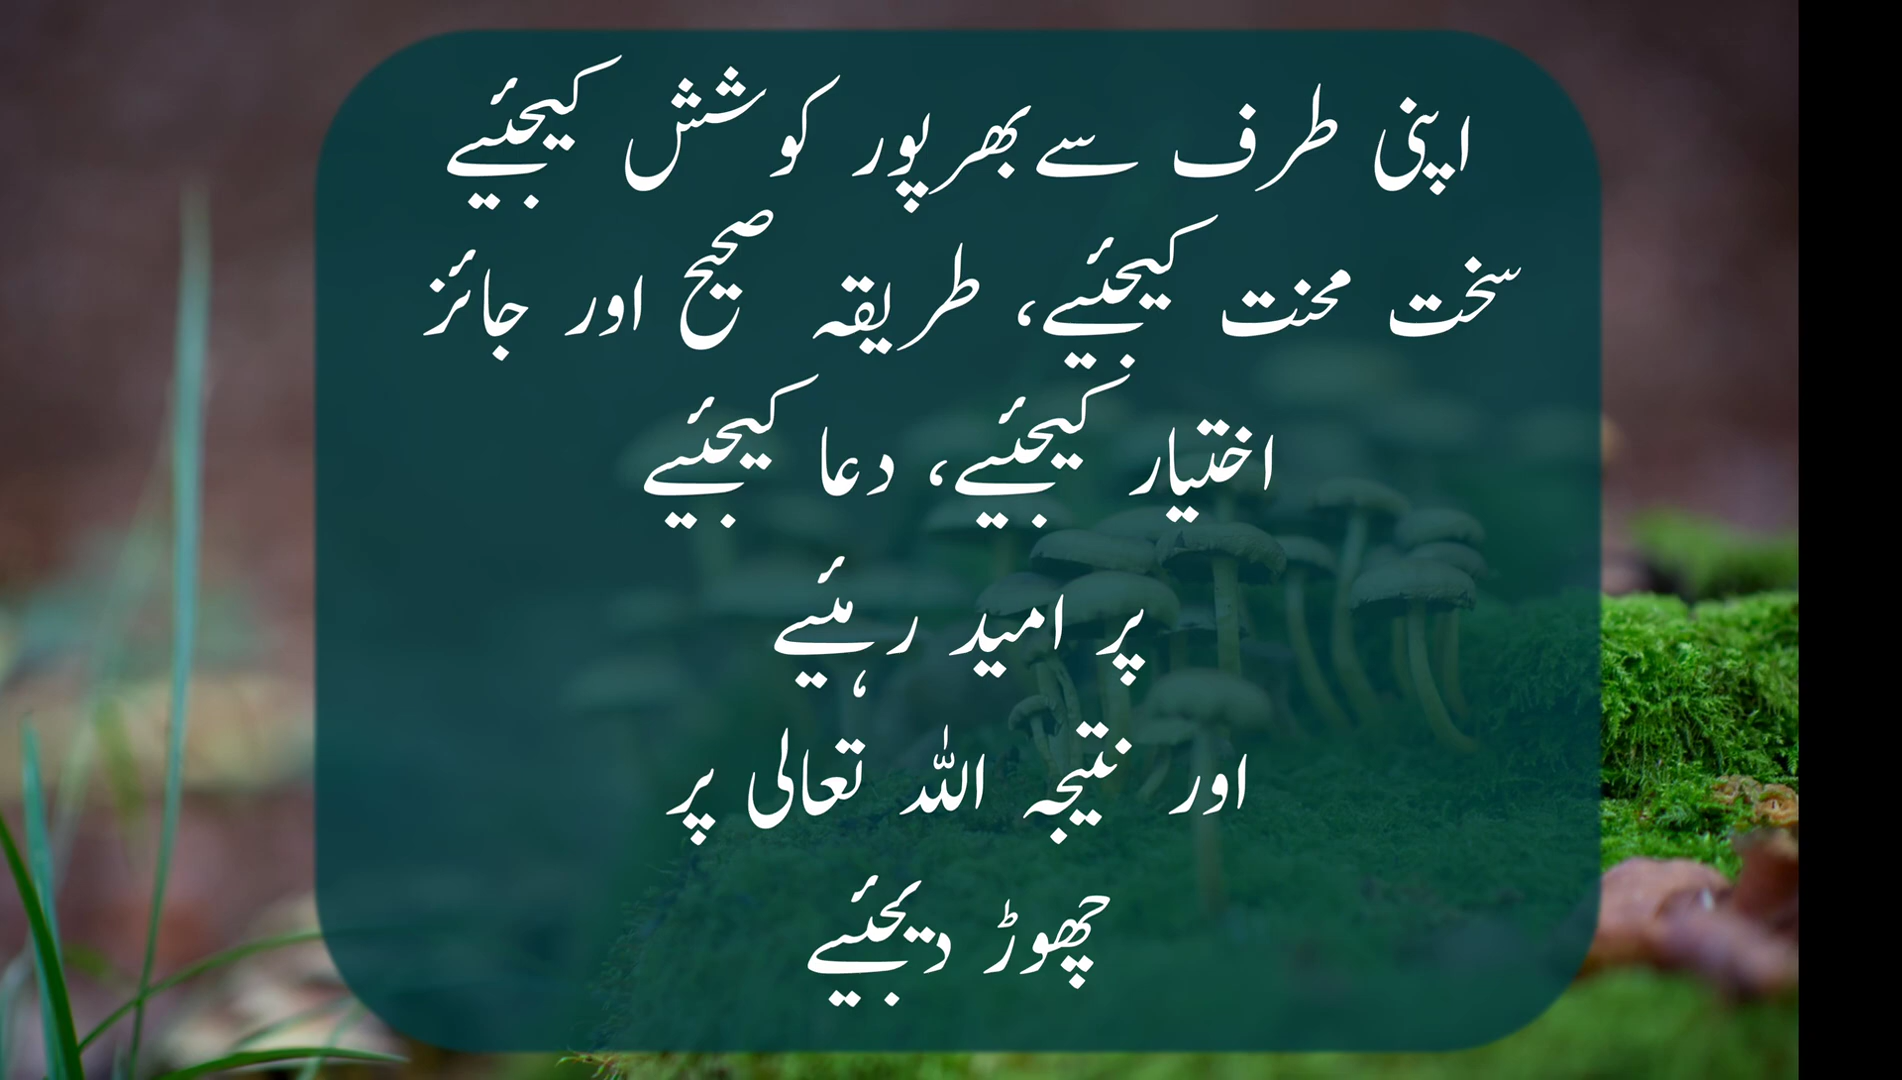 اپنی طرف سے بھرپور کوشش کیجئیے
سخت محنت کیجئیے، طریقہ صحیح اور جائز
اختیار کیجئیے، دعا کیجئیے
پر امید رہئیے
اور نتیجہ اللہ تعالی پر
چھوڑ دیجئیے